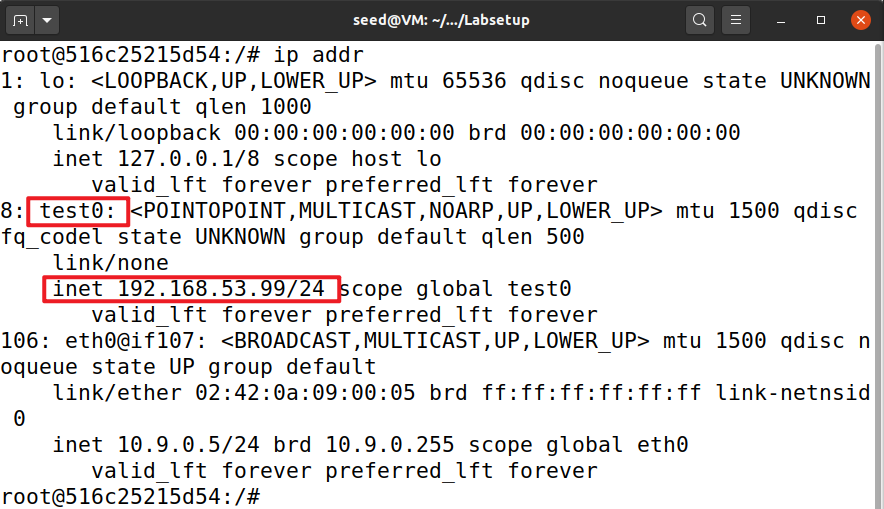 seed@VM: ~/.../Labsetup
root@516c25215d54:/# ip addr
1: lo: <LOOPBACK,UP,LOWER_UP> mtu 65536 qdisc noqueue state UNKNOWN
 group default qlen 1000
    link/loopback 00:00:00:00:00:00 brd 00:00:00:00:00:00
    inet 127.0.0.1/8 scope host lo
       valid_lft forever preferred_lft forever
8: test0: <POINTOPOINT,MULTICAST,NOARP,UP,LOWER_UP> mtu 1500 qdisc
fq_codel state UNKNOWN group default qlen 500
    link/none
    inet 192.168.53.99/24 scope global test0
       valid_lft forever preferred_lft forever
106: eth0@if107: <BROADCAST,MULTICAST,UP,LOWER_UP> mtu 1500 qdisc n
oqueue state UP group default
    link/ether 02:42:0a:09:00:05 brd ff:ff:ff:ff:ff:ff link-netnsid
 0
    inet 10.9.0.5/24 brd 10.9.0.255 scope global eth0
       valid_lft forever preferred_lft forever
root@516c25215d54:/#